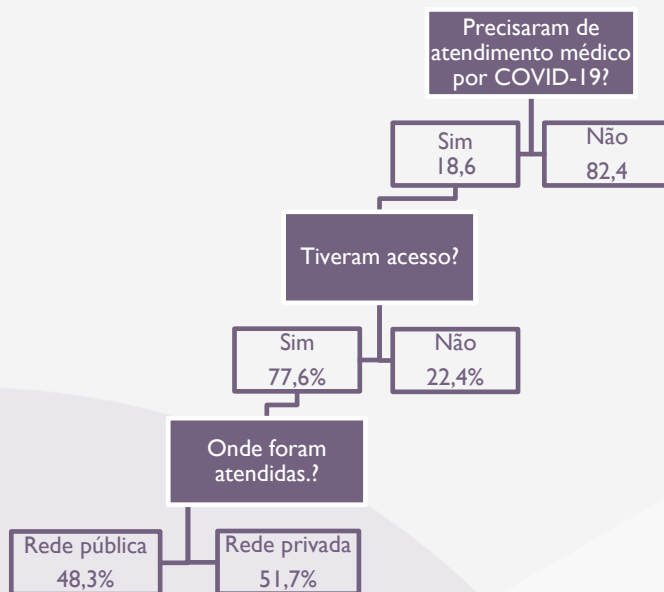 Precisaram de
atendimento médico
por COVID-19?
Sim
18,6
Não
82,4
Tiveram acesso?
Sim
77,6%
Não
22,4%
Onde foram
atendidas.?
Rede pública
48,3%
Rede privada
51,7%